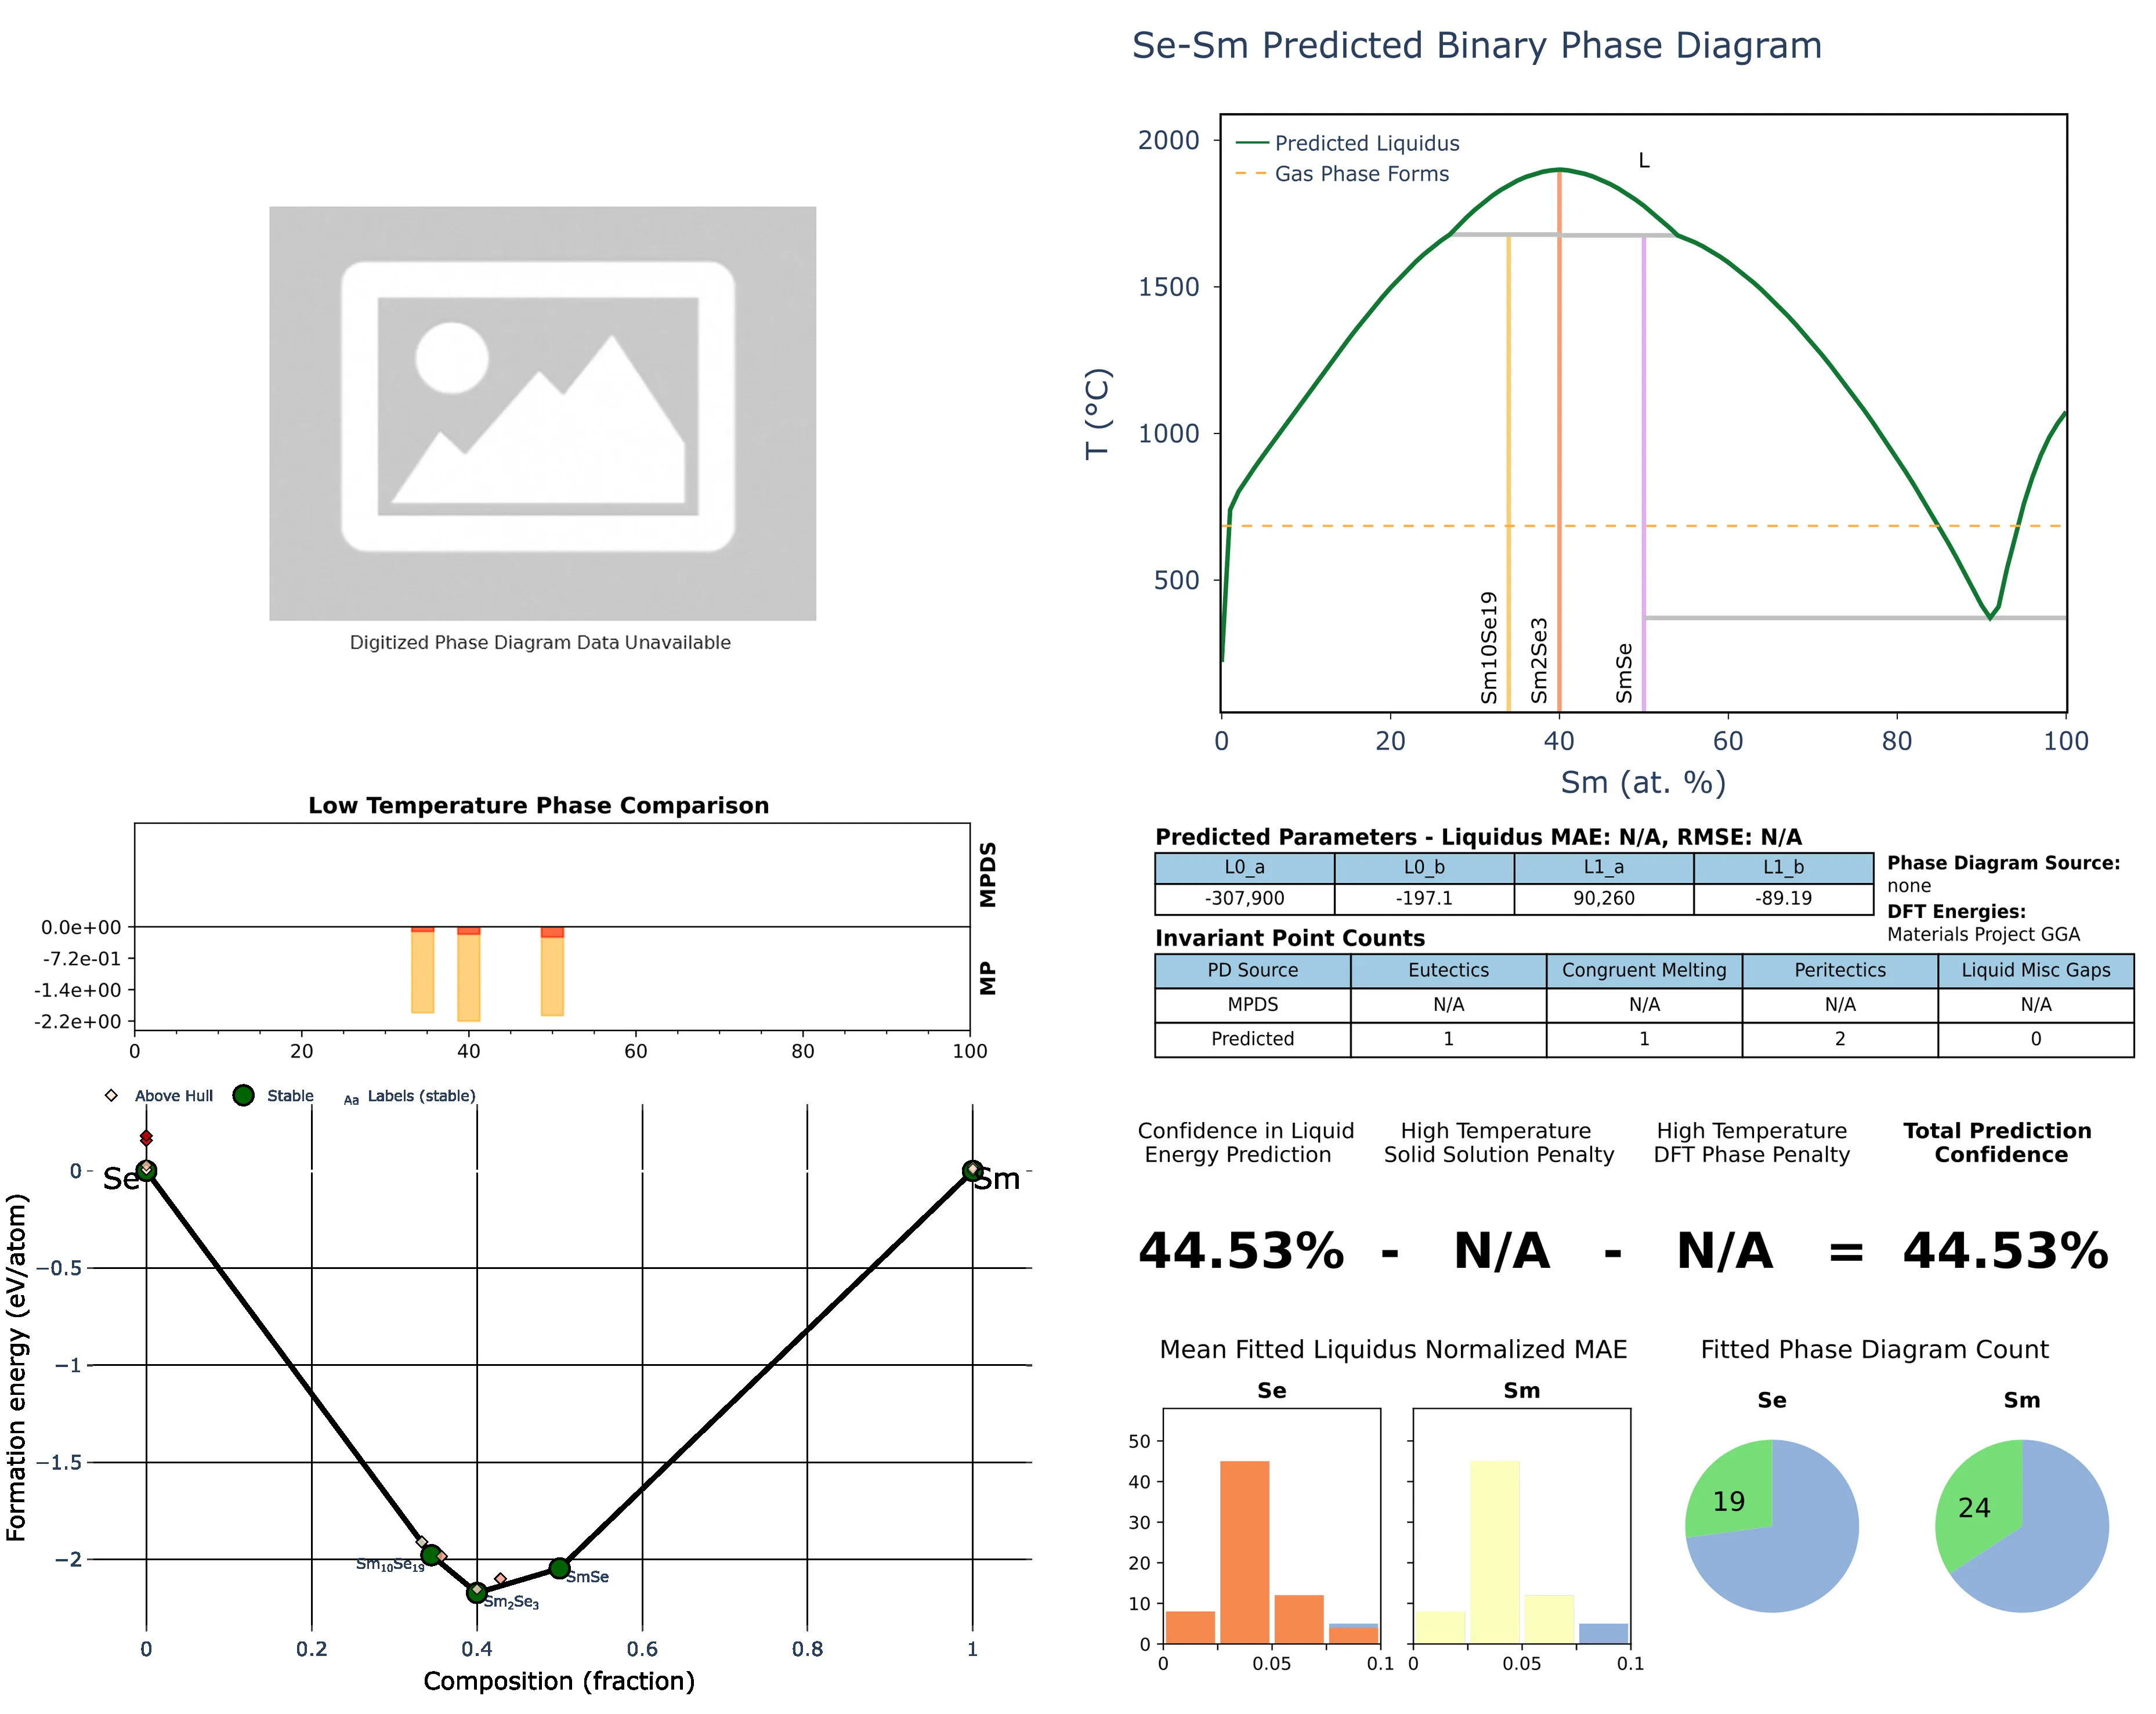 Se-Sm Predicted Binary Phase Diagram
Digitized Phase Diagram Data Unavailable
Predicted Liquidus
Gas Phase Forms
L
2000
1500
1000
500
T (°C)
Sm10Se19
Sm2Se3
SmSe
0 20 40 60 80 100
Sm (at. %)
Low Temperature Phase Comparison
MPDS
MP
0.0e+00
-7.2e-01
-1.4e+00
-2.2e+00
0 20 40 60 80 100
Predicted Parameters - Liquidus MAE: N/A, RMSE: N/A
L0_a L0_b L1_a L1_b
-307,900 -197.1 90,260 -89.19
Phase Diagram Source:
none
DFT Energies:
Materials Project GGA
Invariant Point Counts
PD Source Eutectics Congruent Melting Peritectics Liquid Misc Gaps
MPDS N/A N/A N/A N/A
Predicted 1 1 2 0
Above Hull Stable Aa Labels (stable)
0
−0.5
−1
−1.5
−2
Formation energy (eV/atom)
Se
Sm
Sm10Se19
Sm2Se3
SmSe
0 0.2 0.4 0.6 0.8 1
Composition (fraction)
Confidence in Liquid
Energy Prediction
High Temperature
Solid Solution Penalty
High Temperature
DFT Phase Penalty
Total Prediction
Confidence
44.53% - N/A - N/A = 44.53%
Mean Fitted Liquidus Normalized MAE
Se
Sm
50
40
30
20
10
0
0 0.05 0.1
0 0.05 0.1
Fitted Phase Diagram Count
Se
Sm
19
24